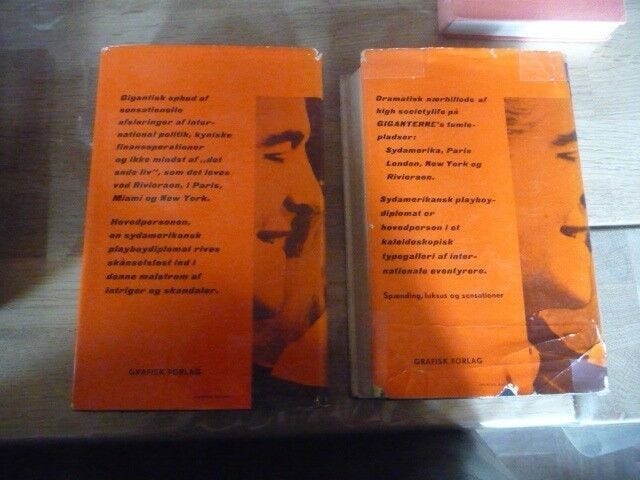 Gigantisk opbud af
sensationelle
afsløringer af inter-
national politik, kyniske
finansoperationer
og ikke mindst af „det
søde liv”, som det leves
ved Rivieraen, i Paris,
Miami og New York.
Hovedpersonen,
en sydamerikansk
playboydiplomat rives
skånselsløst ind i
denne malstrøm af
intriger og skandaler.
GRAFISK FORLAG
Dramatisk nærbillede af
high societylife på
GIGANTERNE's tumle-
pladser:
Sydamerika, Paris
London, New York og
Rivieraen.
Sydamerikansk playboy-
diplomat er
hovedperson i et
kaleidoskopisk
typegalleri af inter-
nationale eventyrere.
Spænding, luksus og sensationer
GRAFISK FORLAG